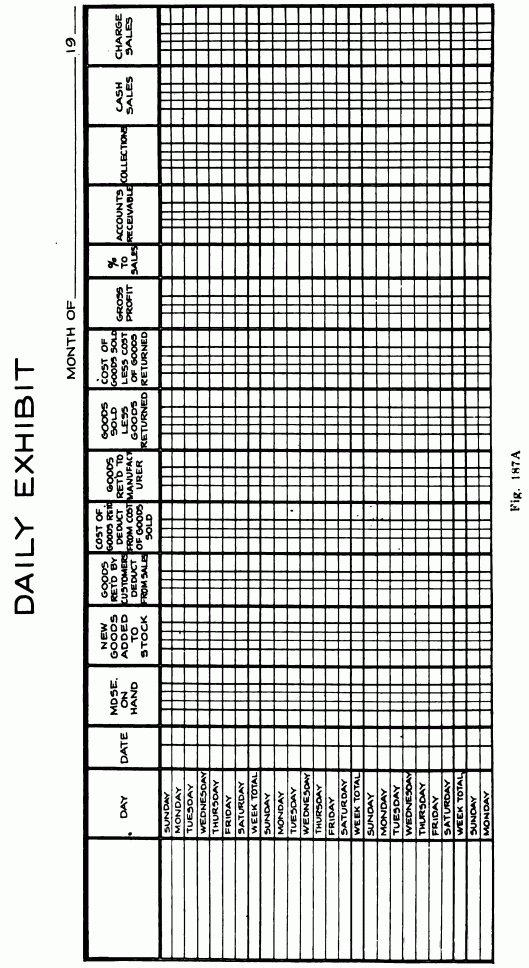 DAILY EXHIBIT
MONTH OF
19
DAY
DATE
MDSE.
ON
HAND
NEW
GOODS
ADDED
TO
STOCK
GOODS
RET'D BY
CUSTOMERS
DEDUCT
FROM SALES
COST OF
GOODS RET'D
DEDUCT
FROM COST
OF GOODS
SOLD
GOODS
RET'D TO
MANUFACT
URER
GOODS
SOLD
LESS
GOODS
RETURNED
COST OF
GOODS SOLD
LESS COST
OF GOODS
RETURNED
GROSS
PROFIT
%
TO
SALES
ACCOUNTS
RECEIVABLE
COLLECTIONS
CASH
SALES
CHARGE
SALES
SUNDAY
MONDAY
TUESDAY
WEDNESDAY
THURSDAY
FRIDAY
SATURDAY
WEEK TOTAL
SUNDAY
MONDAY
TUESDAY
WEDNESDAY
THURSDAY
FRIDAY
SATURDAY
WEEK TOTAL
SUNDAY
MONDAY
TUESDAY
WEDNESDAY
THURSDAY
FRIDAY
SATURDAY
WEEK TOTAL
SUNDAY
MONDAY
Fig. 187A